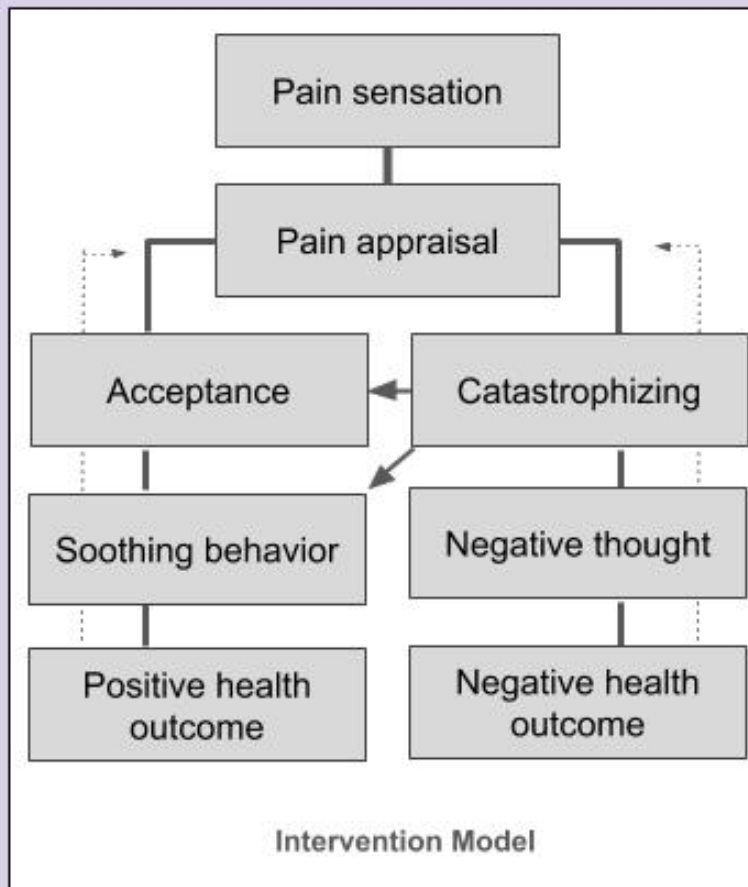 Pain sensation
Pain appraisal
Acceptance
Catastrophizing
Soothing behavior
Negative thought
Positive health
outcome
Negative health
outcome
Intervention Model